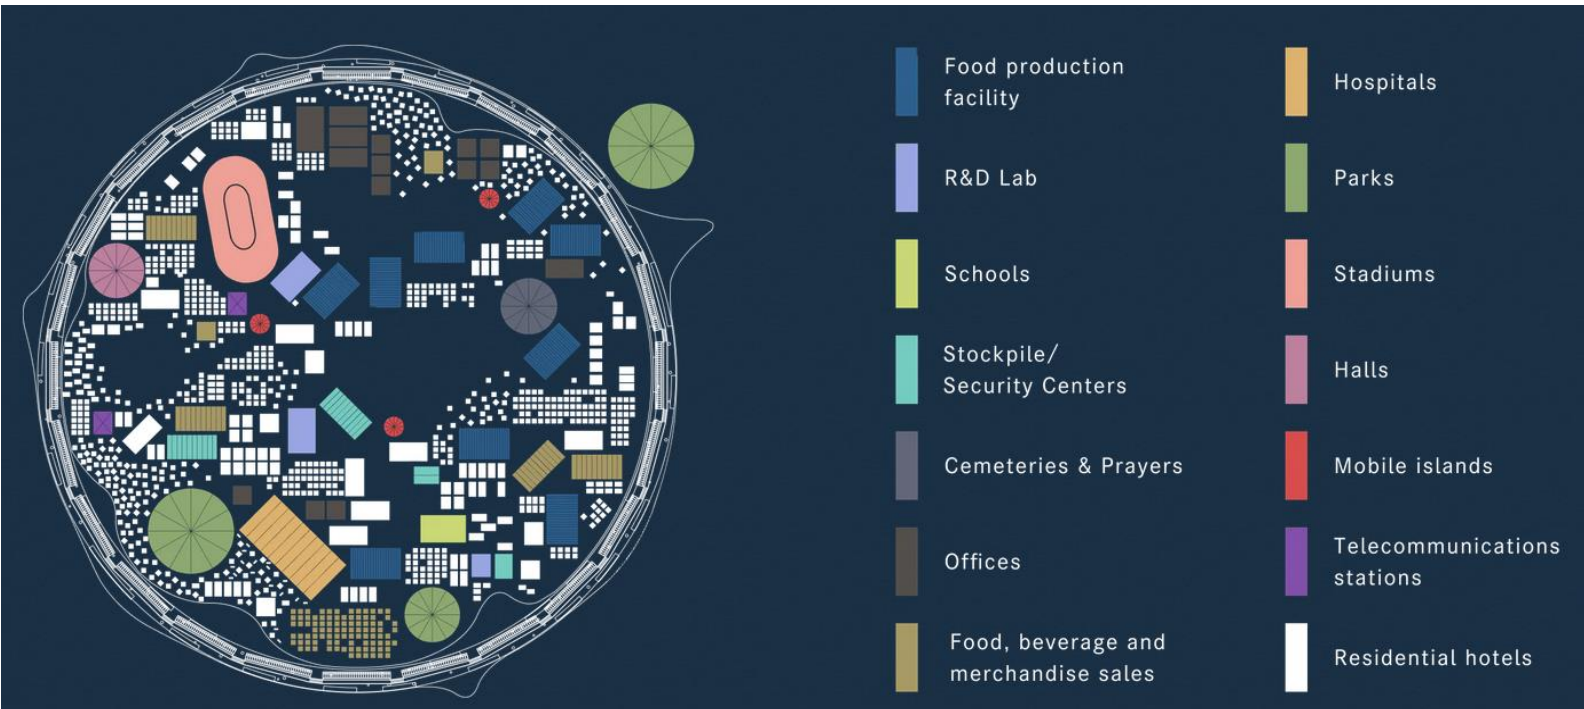 Food production
facility
R&D Lab
Schools
Stockpile/
Security Centers
Cemeteries & Prayers
Offices
Food, beverage and
merchandise sales
Hospitals
Parks
Stadiums
Halls
Mobile islands
Telecommunications
stations
Residential hotels